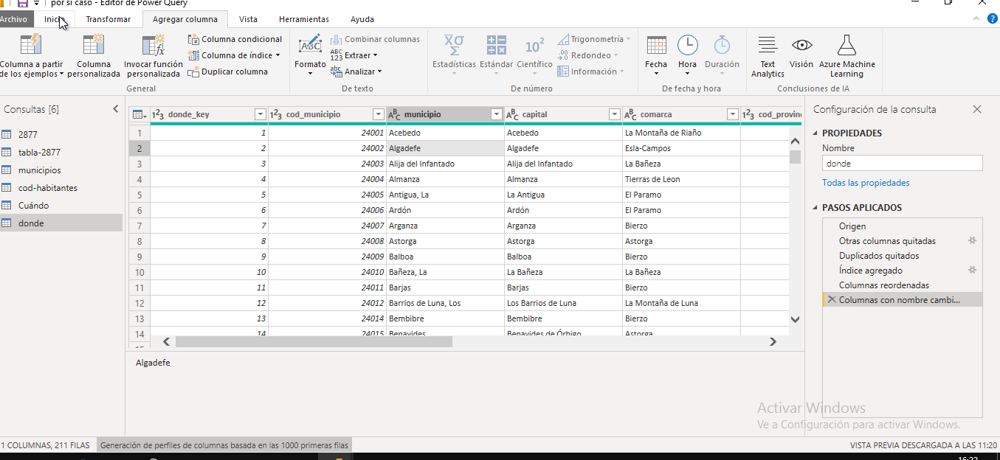 por si caso - Editor de Power Query
Archivo Inicio Transformar Agregar columna Vista Herramientas Ayuda
Columna a partir de los ejemplos
Columna personalizada
Invocar función personalizada
Columna condicional
Columna de índice
Duplicar columna
General
Formato
Combinar columnas
Extraer
Analizar
De texto
Estadísticas
Estándar
Científico
Trigonometría
Redondeo
Información
De número
Fecha
Hora
Duración
De fecha y hora
Text Analytics
Visión
Azure Machine Learning
Conclusiones de IA
Consultas [6]
2877
tabla-2877
municipios
cod-habitantes
Cuándo
donde
donde_key cod_municipio municipio capital comarca
1 1 24001 Acebedo Acebedo La Montaña de Riaño
2 2 24002 Algadefe Algadefe Esla-Campos
3 3 24003 Alija del Infantado Alija del Infantado La Bañeza
4 4 24004 Almanza Almanza Tierras de Leon
5 5 24005 Antigua, La La Antigua El Paramo
6 6 24006 Ardón Ardón El Paramo
7 7 24007 Arganza Arganza Bierzo
8 8 24008 Astorga Astorga Astorga
9 9 24009 Balboa Balboa Bierzo
10 10 24010 Bañeza, La La Bañeza La Bañeza
11 11 24011 Barjas Barjas Bierzo
12 12 24012 Barrios de Luna, Los Los Barrios de Luna La Montaña de Luna
13 13 24014 Bembibre Bembibre Bierzo
14 14 24015 Benavides Benavides de Órbigo Astorga
Algadefe
Configuración de la consulta
PROPIEDADES
Nombre
donde
Todas las propiedades
PASOS APLICADOS
Origen
Otras columnas quitadas
Duplicados quitados
Índice agregado
Columnas reordenadas
Columnas con nombre cambi...
Activar Windows
Ve a Configuración para activar Windows.
1 COLUMNAS, 211 FILAS Generación de perfiles de columnas basada en las 1000 primeras filas VISTA PREVIA DESCARGADA A LAS 11:20